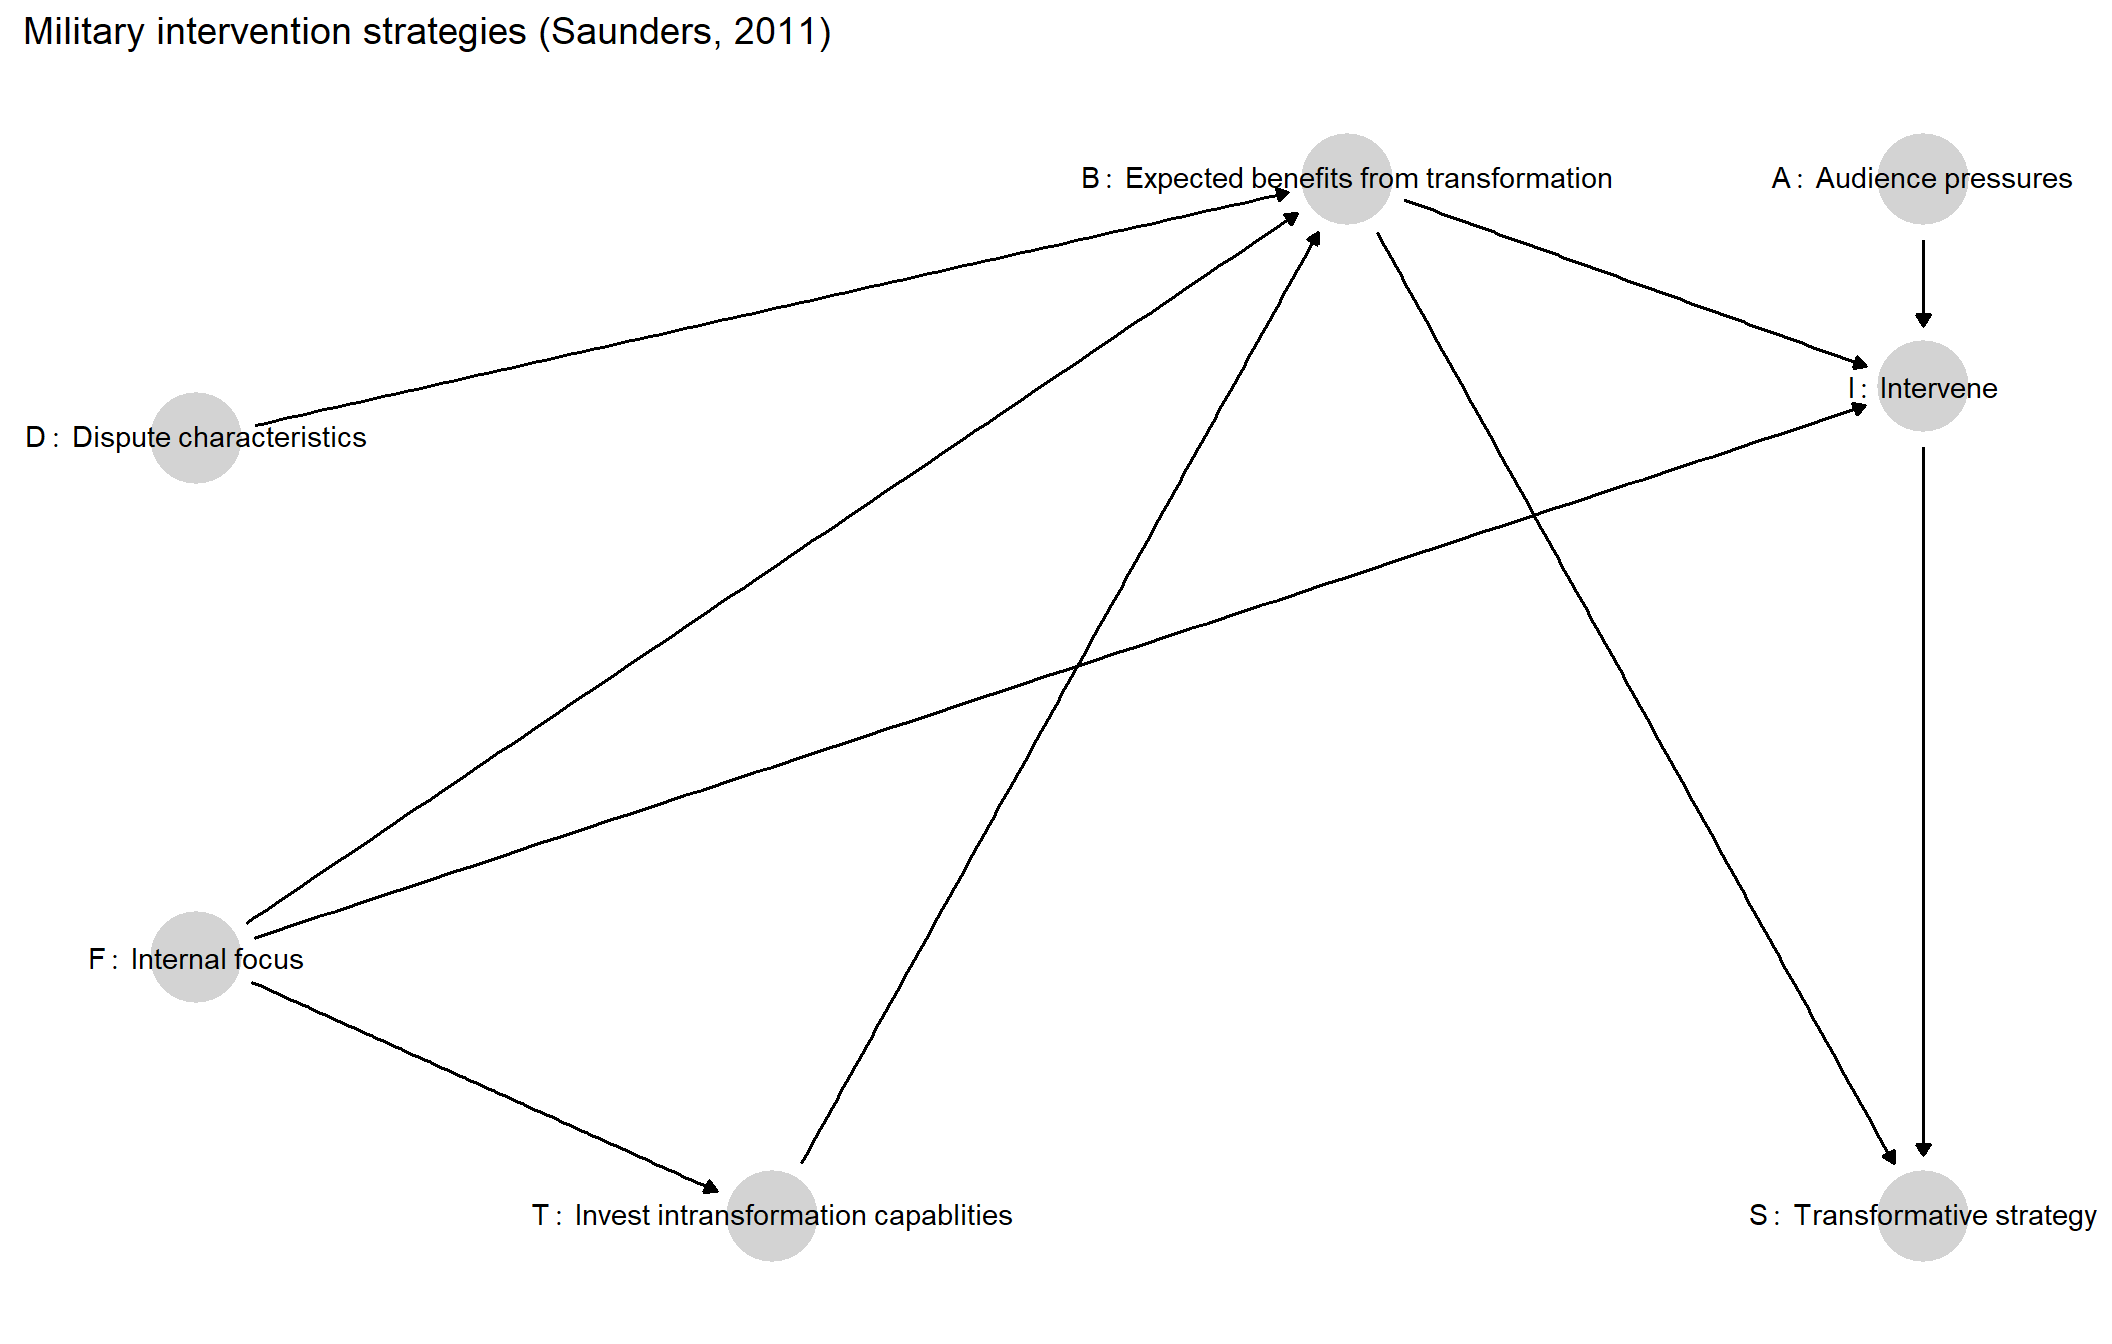 Military intervention strategies (Saunders, 2011)
B : Expected benefits from transformation
A : Audience pressures
I : Intervene
D : Dispute characteristics
F : Internal focus
T : Invest intransformation capablities
S : Transformative strategy